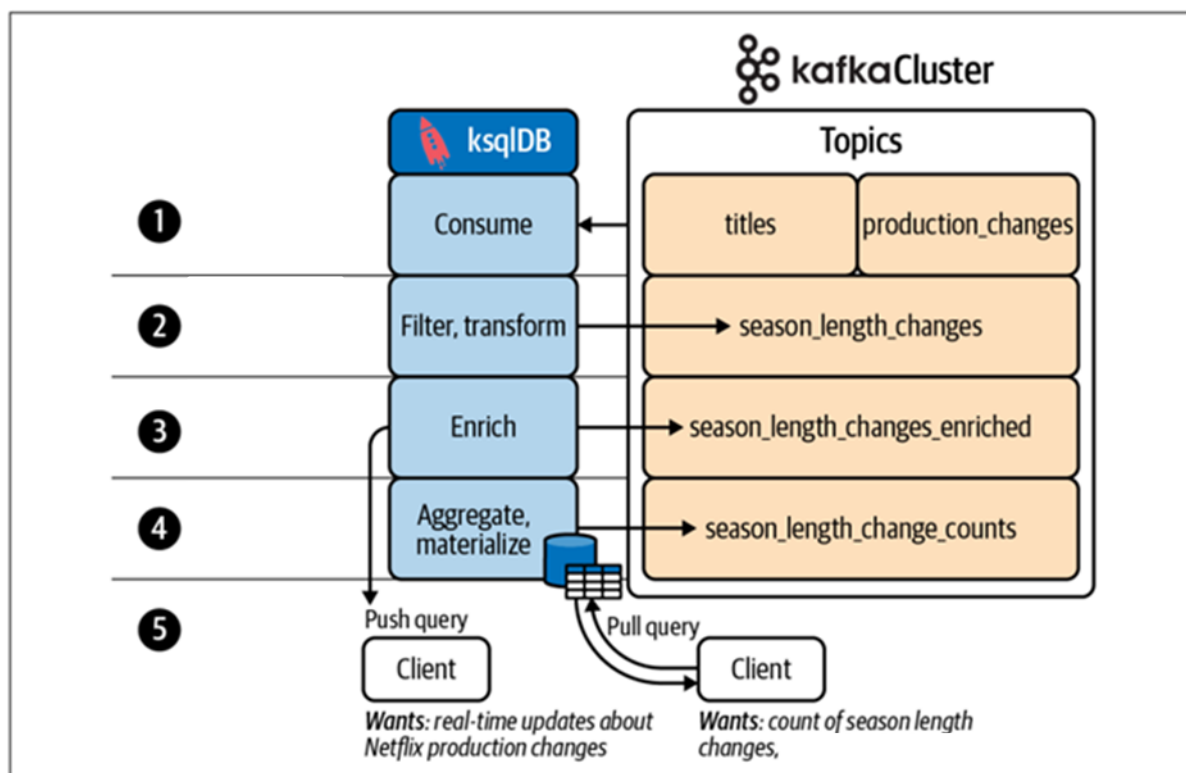 kafkaCluster
ksqlDB
Topics
1
Consume
titles
production_changes
2
Filter, transform
season_length_changes
3
Enrich
season_length_changes_enriched
4
Aggregate,
materialize
season_length_change_counts
5
Push query
Pull query
Client
Client
Wants: real-time updates about
Netflix production changes
Wants: count of season length
changes,